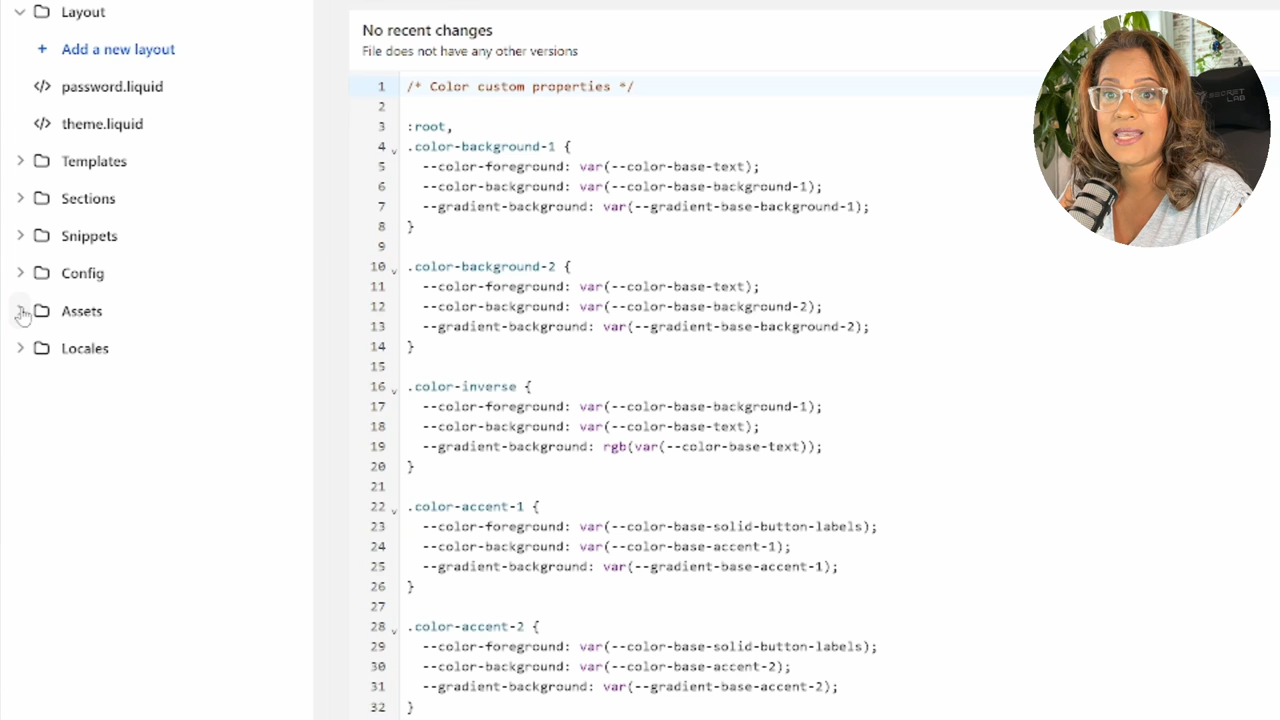 Layout
+ Add a new layout
</> password.liquid
</> theme.liquid
Templates
Sections
Snippets
Config
Assets
Locales
No recent changes
File does not have any other versions
1 /* Color custom properties */
2
3 :root,
4 .color-background-1 {
5 --color-foreground: var(--color-base-text);
6 --color-background: var(--color-base-background-1);
7 --gradient-background: var(--gradient-base-background-1);
8 }
9
10 .color-background-2 {
11 --color-foreground: var(--color-base-text);
12 --color-background: var(--color-base-background-2);
13 --gradient-background: var(--gradient-base-background-2);
14 }
15
16 .color-inverse {
17 --color-foreground: var(--color-base-background-1);
18 --color-background: var(--color-base-text);
19 --gradient-background: rgb(var(--color-base-text));
20 }
21
22 .color-accent-1 {
23 --color-foreground: var(--color-base-solid-button-labels);
24 --color-background: var(--color-base-accent-1);
25 --gradient-background: var(--gradient-base-accent-1);
26 }
27
28 .color-accent-2 {
29 --color-foreground: var(--color-base-solid-button-labels);
30 --color-background: var(--color-base-accent-2);
31 --gradient-background: var(--gradient-base-accent-2);
32 }
SECRET
LAB